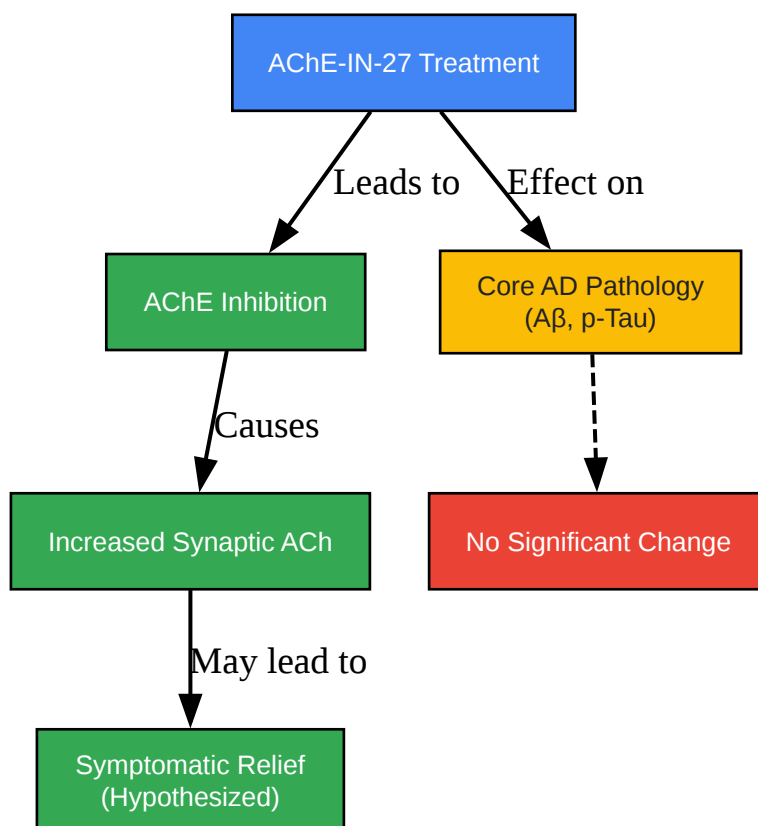 AChE-IN-27 Treatment
Leads to
Effect on
AChE Inhibition
Core AD Pathology
(Aβ, p-Tau)
Causes
Increased Synaptic ACh
No Significant Change
May lead to
Symptomatic Relief
(Hypothesized)